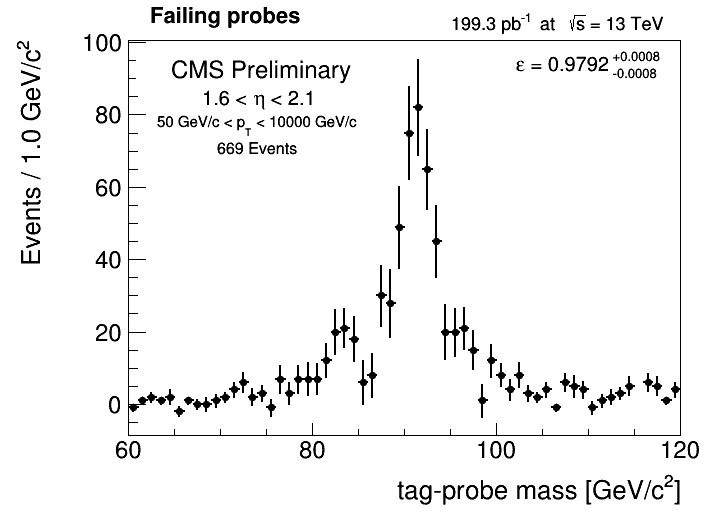 Failing probes
199.3 pb⁻¹ at √s = 13 TeV
CMS Preliminary
1.6 < η < 2.1
50 GeV/c < p_T < 10000 GeV/c
669 Events
ε = 0.9792 +0.0008 -0.0008
Events / 1.0 GeV/c²
100
80
60
40
20
0
60 80 100 120
tag-probe mass [GeV/c²]